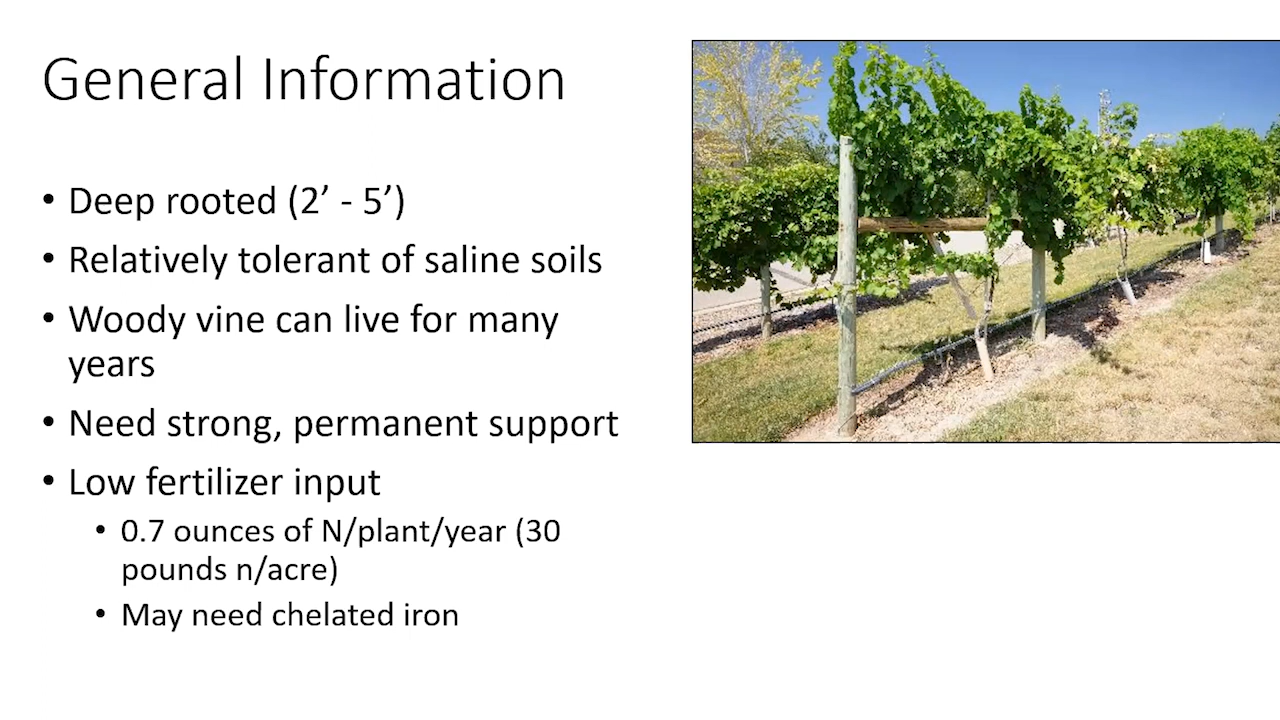 General Information
• Deep rooted (2’ - 5’)
• Relatively tolerant of saline soils
• Woody vine can live for many
years
• Need strong, permanent support
• Low fertilizer input
• 0.7 ounces of N/plant/year (30
pounds n/acre)
• May need chelated iron